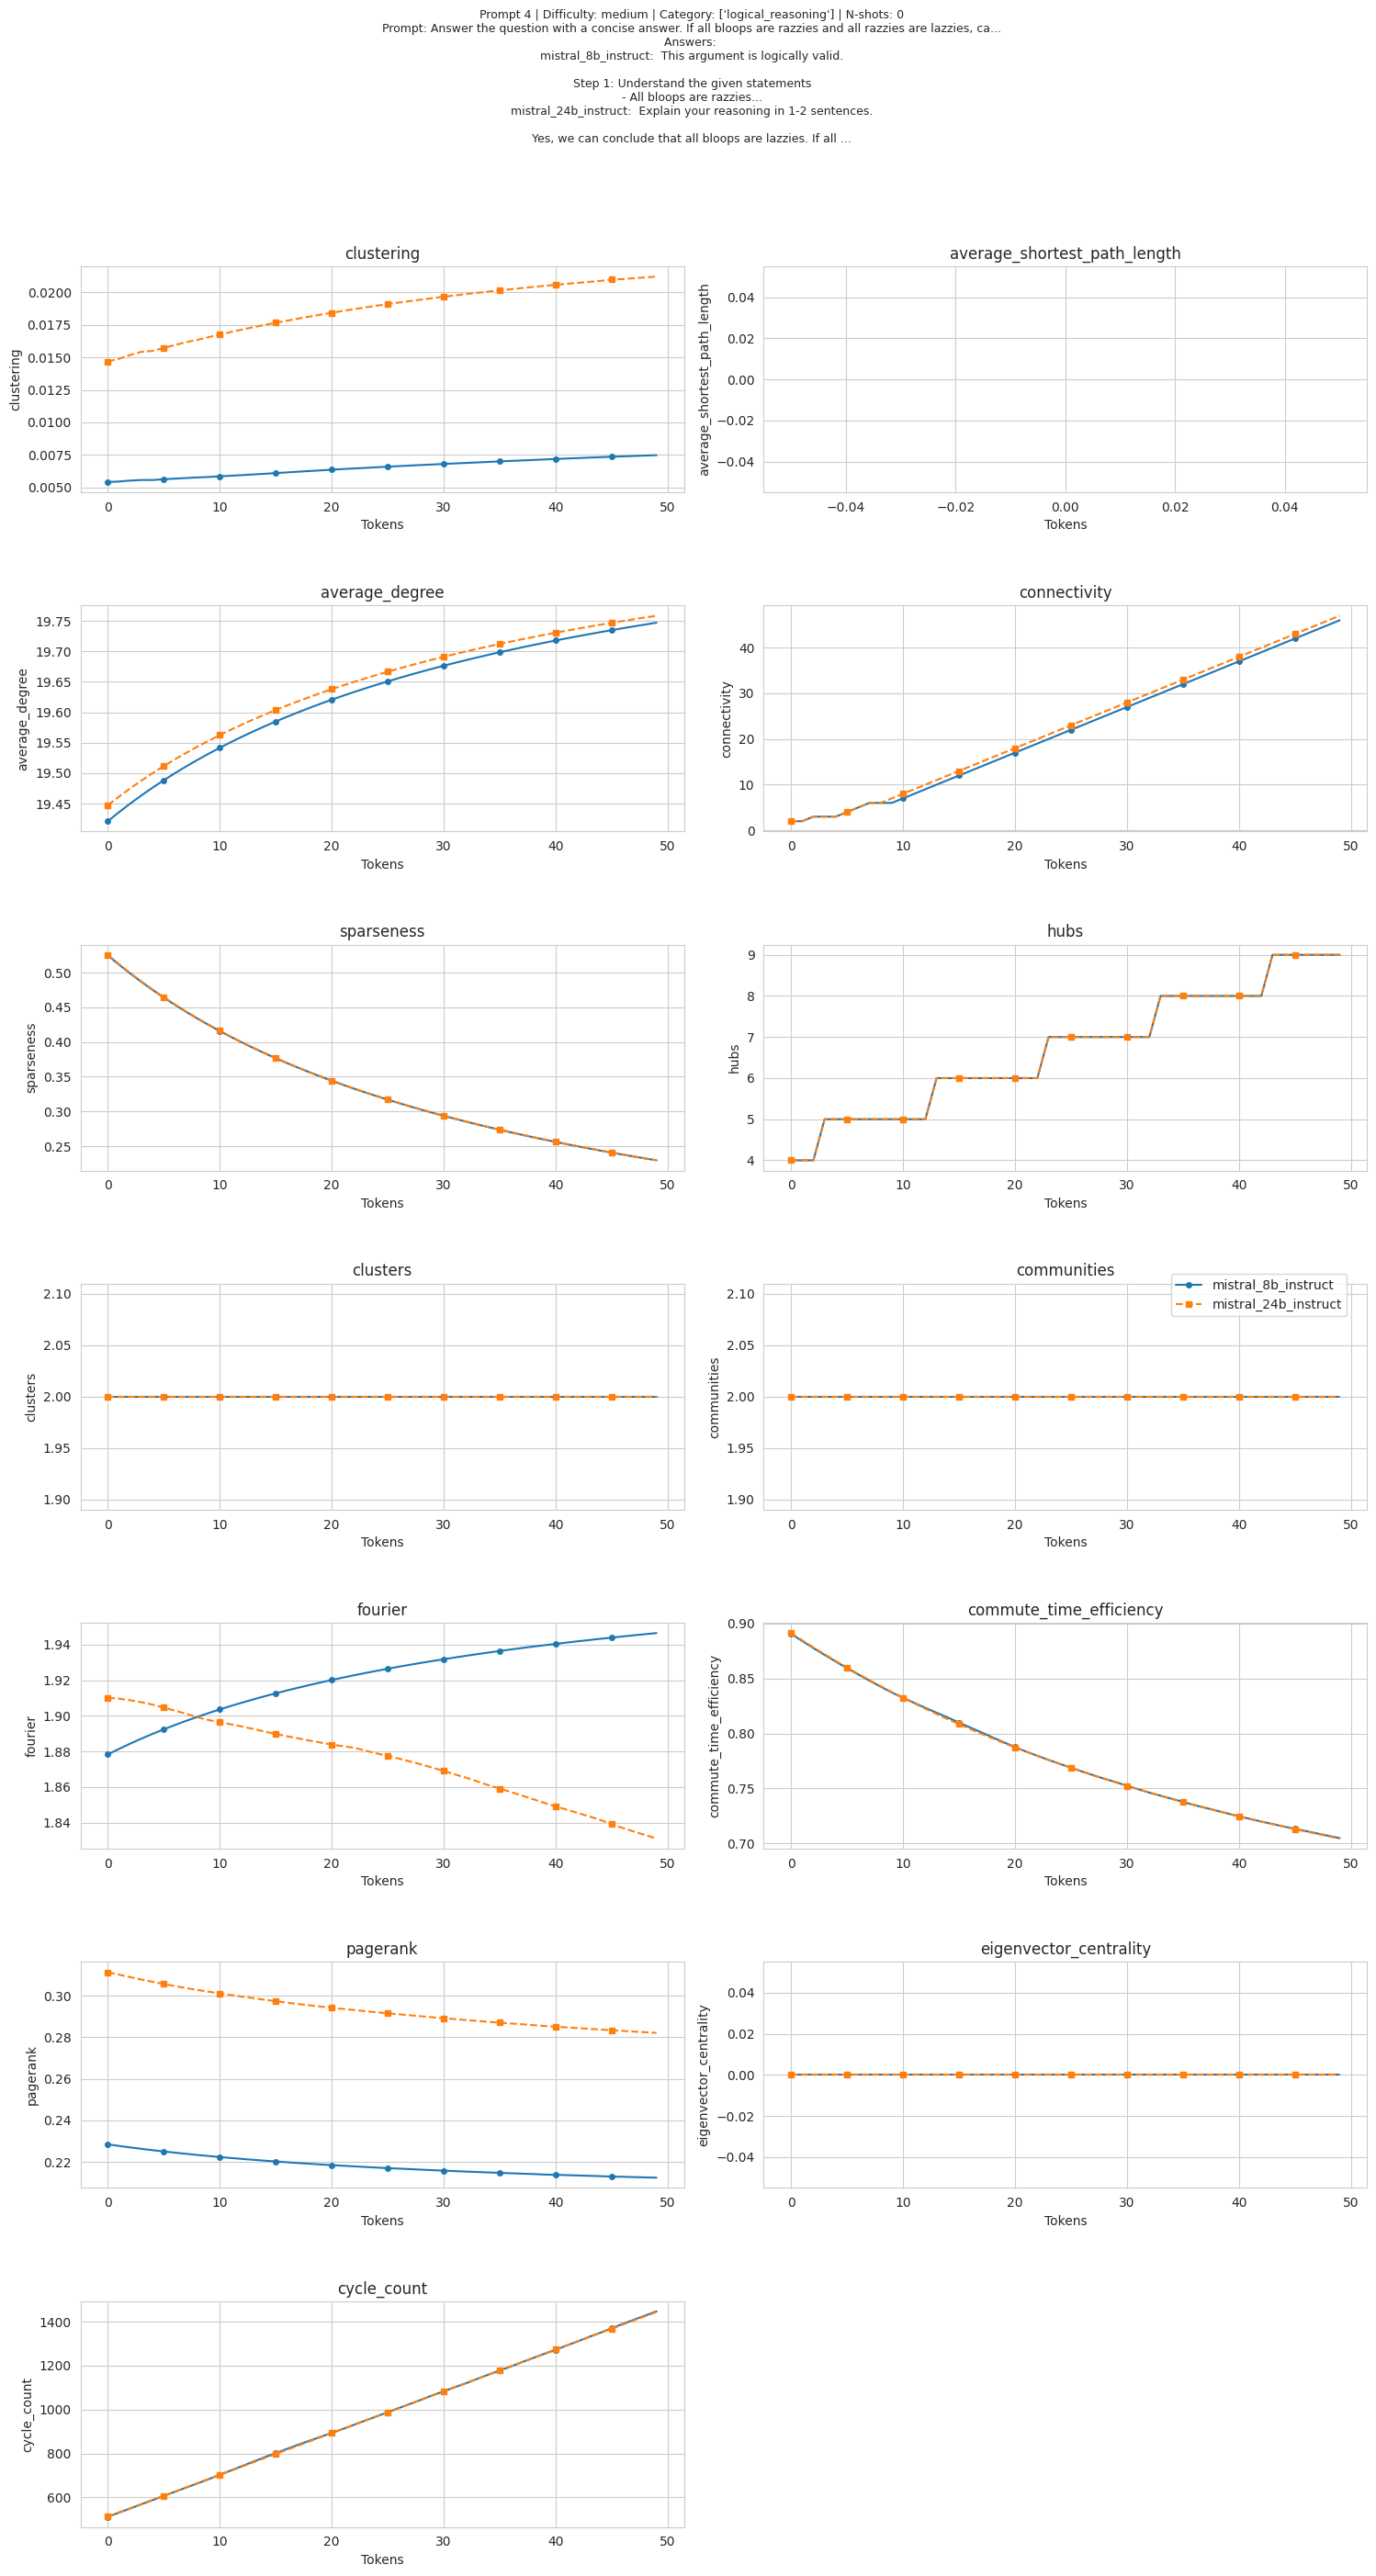 Prompt 4 | Difficulty: medium | Category: ['logical_reasoning'] | N-shots: 0
Prompt: Answer the question with a concise answer. If all bloops are razzies and all razzies are lazzies, ca...
Answers:
mistral_8b_instruct:  This argument is logically valid.
Step 1: Understand the given statements
- All bloops are razzies...
mistral_24b_instruct:  Explain your reasoning in 1-2 sentences.
Yes, we can conclude that all bloops are lazzies. If all ...
clustering
clustering
0.0200
0.0175
0.0150
0.0125
0.0100
0.0075
0.0050
0 10 20 30 40 50
Tokens
average_shortest_path_length
average_shortest_path_length
0.04
0.02
0.00
−0.02
−0.04
−0.04 −0.02 0.00 0.02 0.04
Tokens
average_degree
average_degree
19.75
19.70
19.65
19.60
19.55
19.50
19.45
0 10 20 30 40 50
Tokens
connectivity
connectivity
40
30
20
10
0
0 10 20 30 40 50
Tokens
sparseness
sparseness
0.50
0.45
0.40
0.35
0.30
0.25
0 10 20 30 40 50
Tokens
hubs
hubs
9
8
7
6
5
4
0 10 20 30 40 50
Tokens
clusters
clusters
2.10
2.05
2.00
1.95
1.90
0 10 20 30 40 50
Tokens
communities
mistral_8b_instruct
mistral_24b_instruct
communities
2.10
2.05
2.00
1.95
1.90
0 10 20 30 40 50
Tokens
fourier
fourier
1.94
1.92
1.90
1.88
1.86
1.84
0 10 20 30 40 50
Tokens
commute_time_efficiency
commute_time_efficiency
0.90
0.85
0.80
0.75
0.70
0 10 20 30 40 50
Tokens
pagerank
pagerank
0.30
0.28
0.26
0.24
0.22
0 10 20 30 40 50
Tokens
eigenvector_centrality
eigenvector_centrality
0.04
0.02
0.00
−0.02
−0.04
0 10 20 30 40 50
Tokens
cycle_count
cycle_count
1400
1200
1000
800
600
0 10 20 30 40 50
Tokens